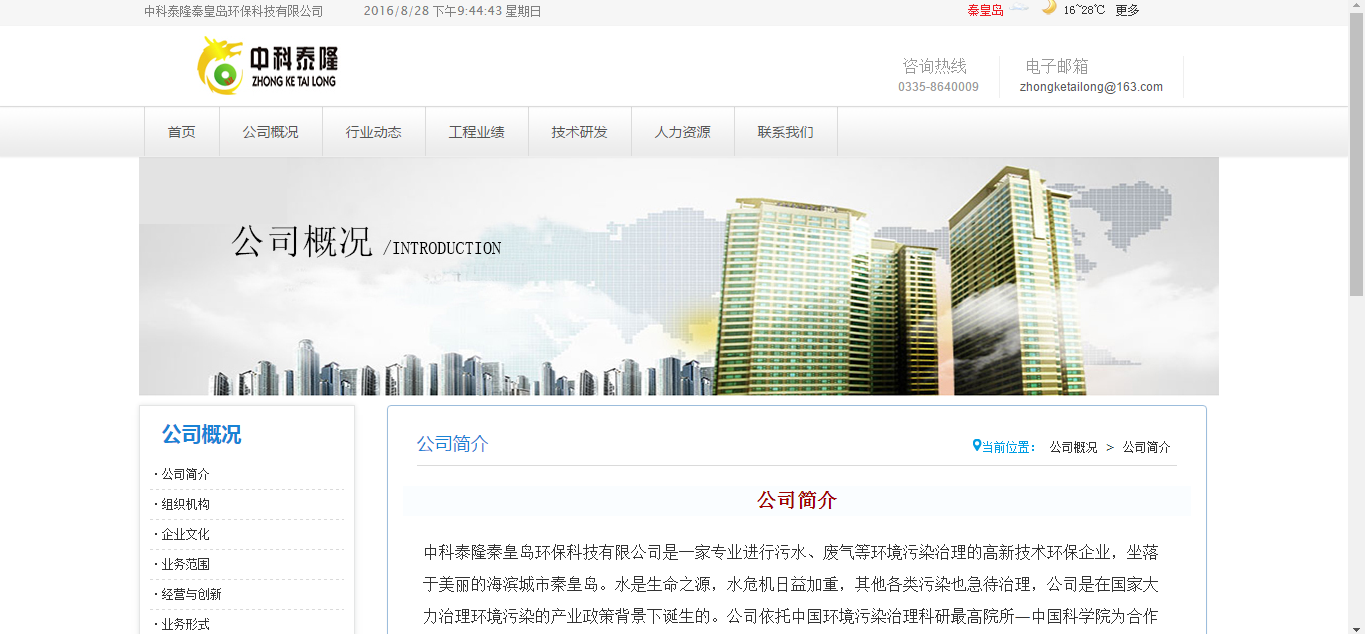 中科泰隆秦皇岛环保科技有限公司 2016/8/28 下午9:44:43 星期日 秦皇岛 16~28℃ 更多
中科泰隆
ZHONG KE TAI LONG
咨询热线 电子邮箱
0335-8640009 zhongketailong@163.com
首页 公司概况 行业动态 工程业绩 技术研发 人力资源 联系我们
公司概况 /INTRODUCTION
公司概况
· 公司简介
· 组织机构
· 企业文化
· 业务范围
· 经营与创新
· 业务形式
公司简介 当前位置： 公司概况 > 公司简介
公司简介
中科泰隆秦皇岛环保科技有限公司是一家专业进行污水、废气等环境污染治理的高新技术环保企业，坐落
于美丽的海滨城市秦皇岛。水是生命之源，水危机日益加重，其他各类污染也急待治理，公司是在国家大
力治理环境污染的产业政策背景下诞生的。公司依托中国环境污染治理科研最高院所—中国科学院为合作